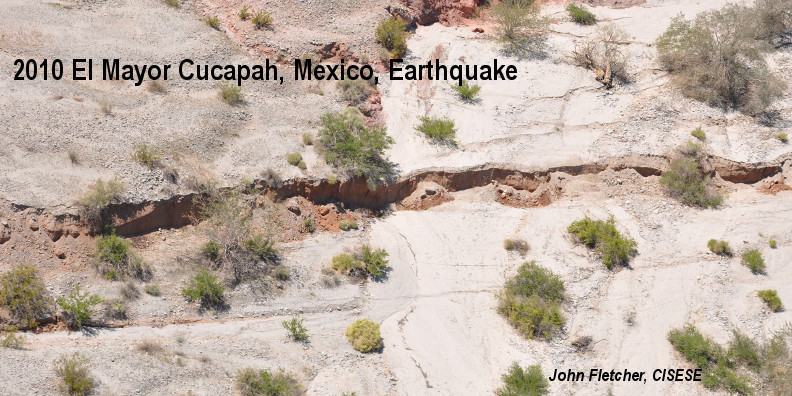 2010 El Mayor Cucapah, Mexico, Earthquake
John Fletcher, CISESE